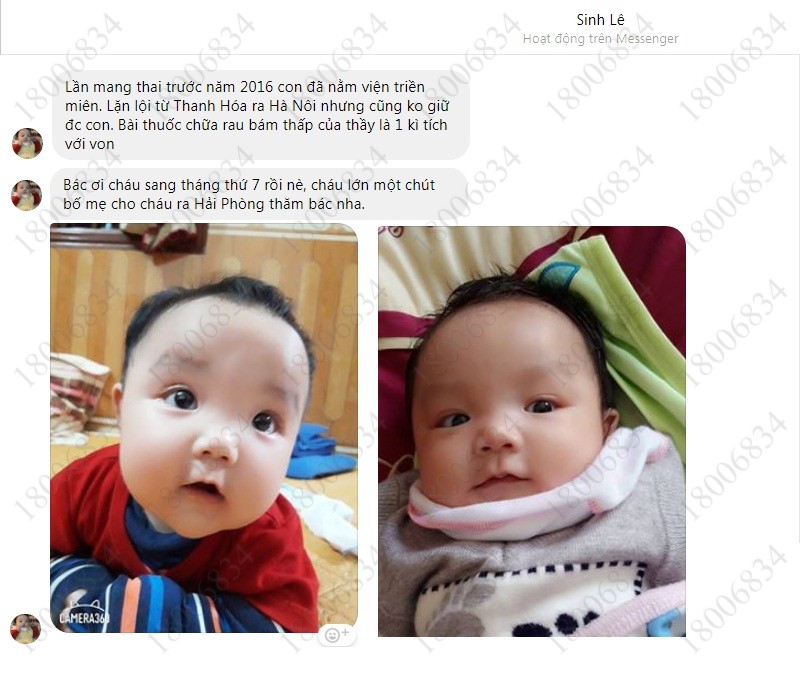 Sinh Lê
Hoạt động trên Messenger
Lần mang thai trước năm 2016 con đã nằm viện triền
miên. Lặn lội từ Thanh Hóa ra Hà Nôi nhưng cũng ko giữ
đc con. Bài thuốc chữa rau bám thấp của thầy là 1 kì tích
với von
Bác ơi cháu sang tháng thứ 7 rồi nè, cháu lớn một chút
bố mẹ cho cháu ra Hải Phòng thăm bác nha.
CAMERA360
18006834